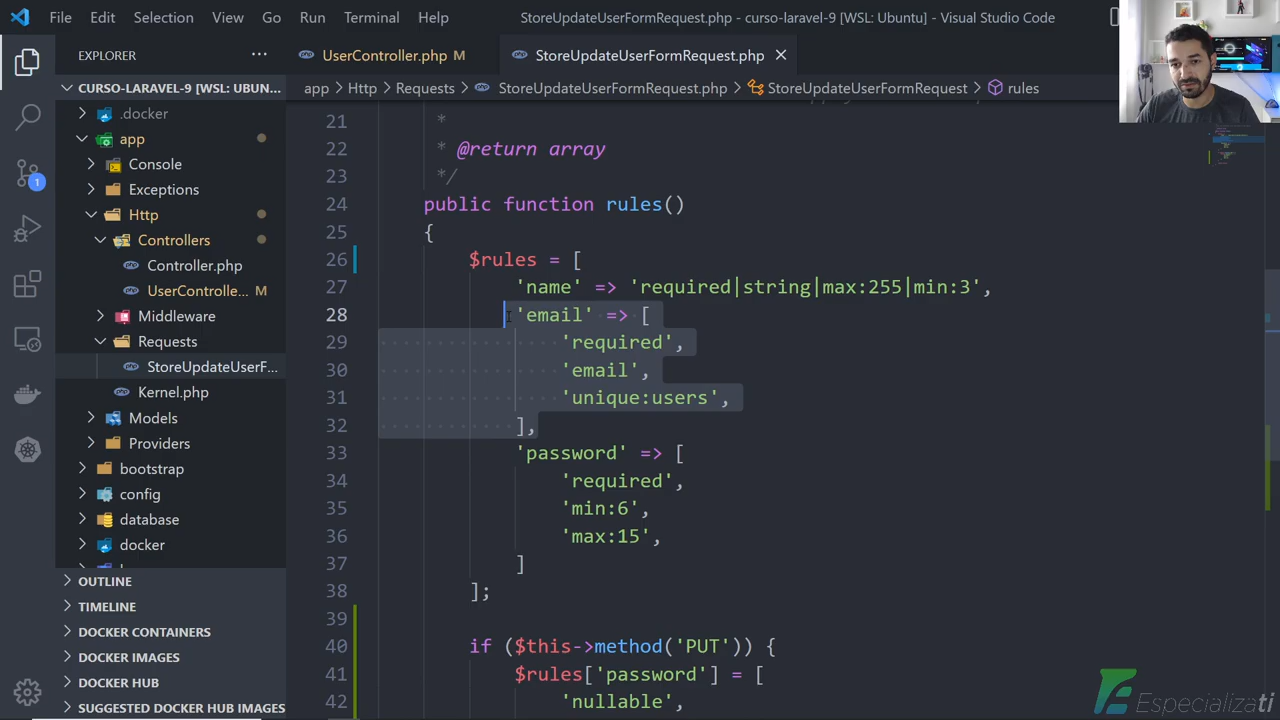 File Edit Selection View Go Run Terminal Help StoreUpdateUserFormRequest.php - curso-laravel-9 [WSL: Ubuntu] - Visual Studio Code
EXPLORER ... UserController.php M StoreUpdateUserFormRequest.php
CURSO-LARAVEL-9 [WSL: UBUN... app > Http > Requests > StoreUpdateUserFormRequest.php > StoreUpdateUserFormRequest > rules
.docker
app
Console
Exceptions
Http
Controllers
Controller.php
UserControlle... M
Middleware
Requests
StoreUpdateUserF...
Kernel.php
Models
Providers
bootstrap
config
database
docker
OUTLINE
TIMELINE
DOCKER CONTAINERS
DOCKER IMAGES
DOCKER HUB
SUGGESTED DOCKER HUB IMAGES
1
21 *
22 * @return array
23 */
24 public function rules()
25 {
26 $rules = [
27 'name' => 'required|string|max:255|min:3',
28 'email' => [
29 'required',
30 'email',
31 'unique:users',
32 ],
33 'password' => [
34 'required',
35 'min:6',
36 'max:15',
37 ]
38 ];
39
40 if ($this->method('PUT')) {
41 $rules['password'] = [
42 'nullable',
Especializati